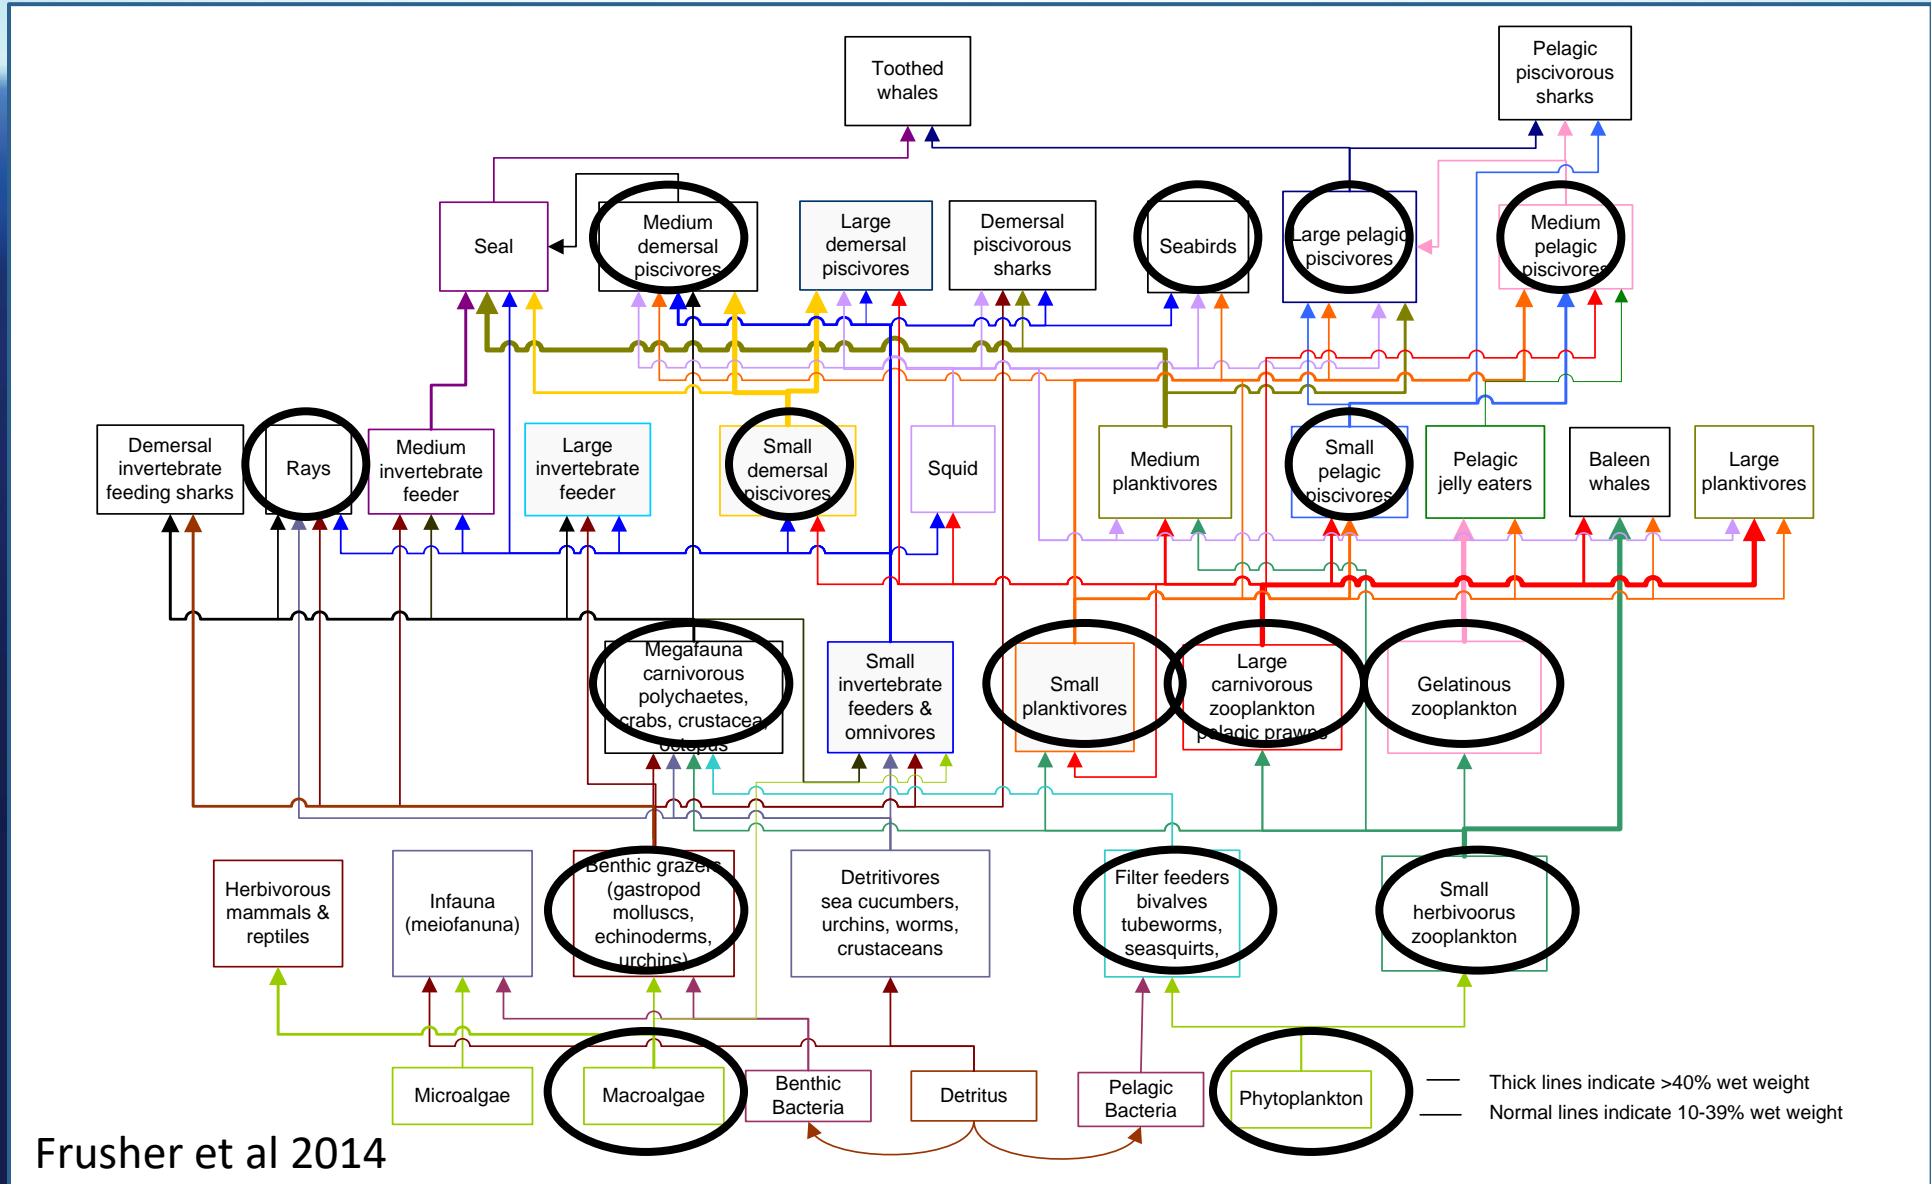 Toothed
whales
Pelagic
piscivorous
sharks
Seal
Medium
demersal
piscivores
Large
demersal
piscivores
Demersal
piscivorous
sharks
Seabirds
Large pelagic
piscivores
Medium
pelagic
piscivores
Demersal
invertebrate
feeding sharks
Rays
Medium
invertebrate
feeder
Large
invertebrate
feeder
Small
demersal
piscivores
Squid
Medium
planktivores
Small
pelagic
piscivores
Pelagic
jelly eaters
Baleen
whales
Large
planktivores
Megafauna
carnivorous
polychaetes,
crabs, crustacea,
octopus
Small
invertebrate
feeders &
omnivores
Small
planktivores
Large
carnivorous
zooplankton
pelagic prawns
Gelatinous
zooplankton
Herbivorous
mammals &
reptiles
Infauna
(meiofanuna)
Benthic grazers
(gastropod
molluscs,
echinoderms,
urchins)
Detritivores
sea cucumbers,
urchins, worms,
crustaceans
Filter feeders
bivalves
tubeworms,
seasquirts,
Small
herbivoorus
zooplankton
Microalgae
Macroalgae
Benthic
Bacteria
Detritus
Pelagic
Bacteria
Phytoplankton
Thick lines indicate >40% wet weight
Normal lines indicate 10-39% wet weight
Frusher et al 2014